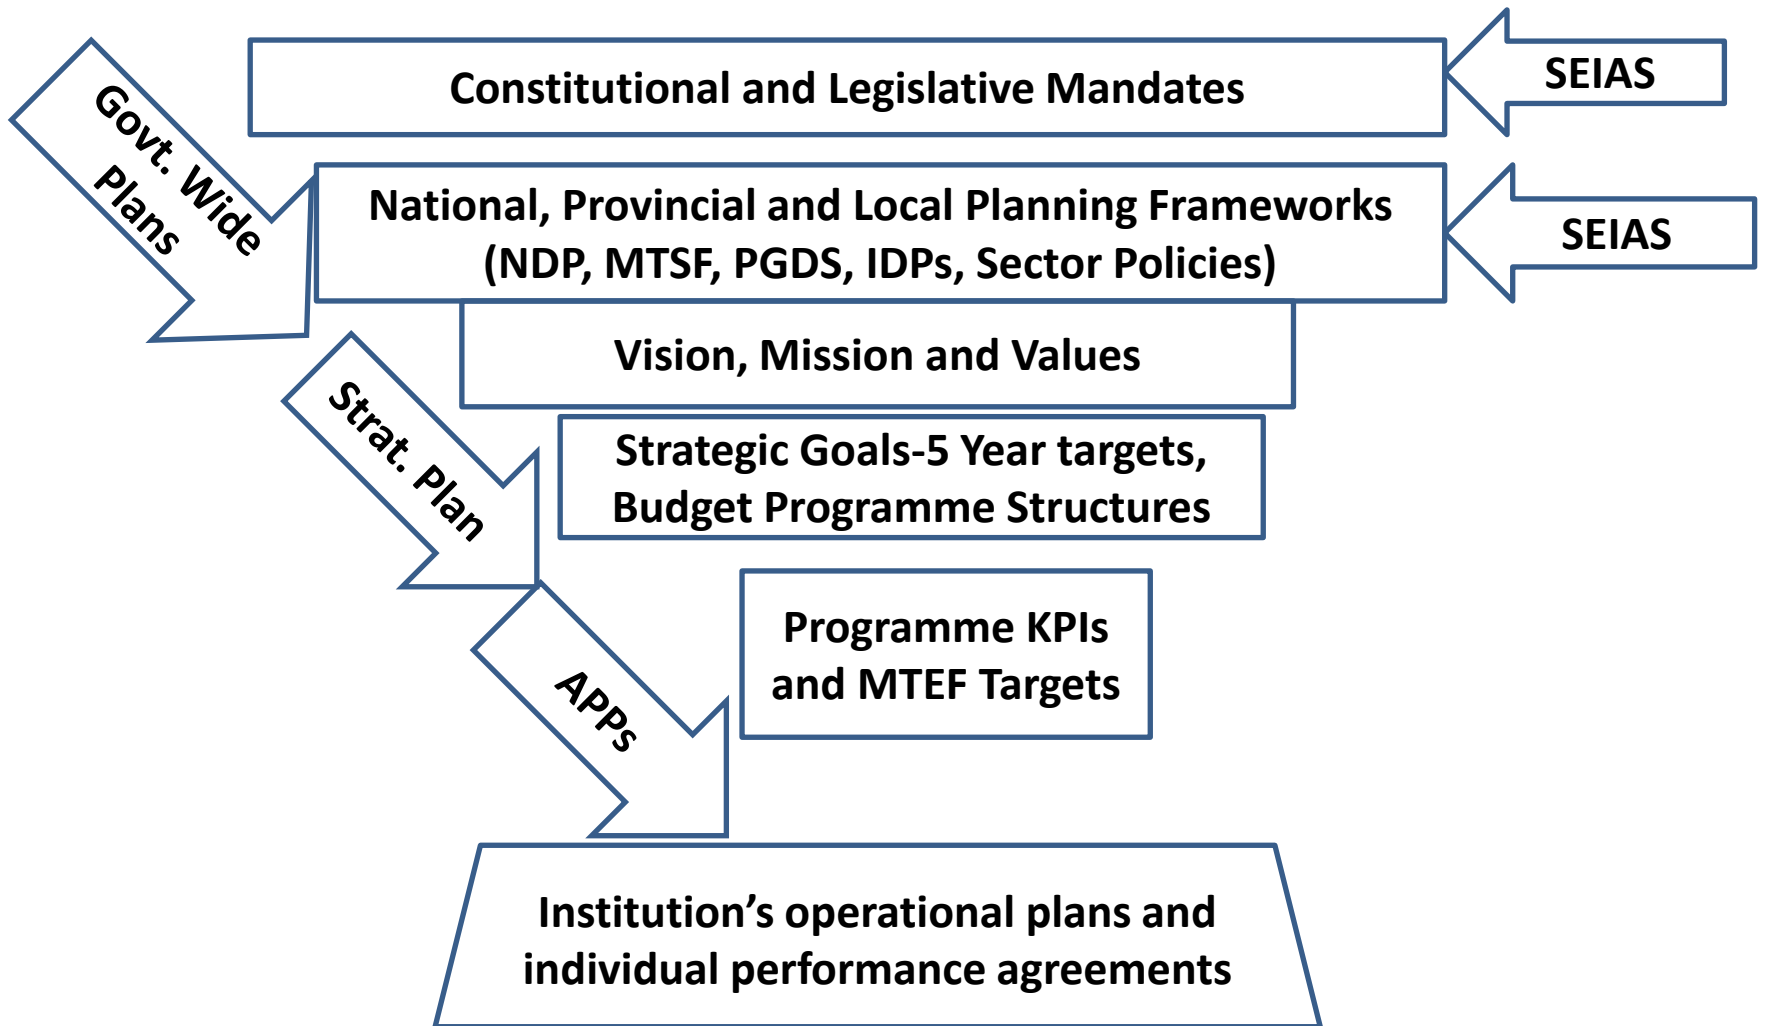 Constitutional and Legislative Mandates
SEIAS
Govt. Wide
Plans
National, Provincial and Local Planning Frameworks
(NDP, MTSF, PGDS, IDPs, Sector Policies)
SEIAS
Vision, Mission and Values
Strat. Plan
Strategic Goals-5 Year targets,
Budget Programme Structures
Programme KPIs
and MTEF Targets
APPs
Institution’s operational plans and
individual performance agreements